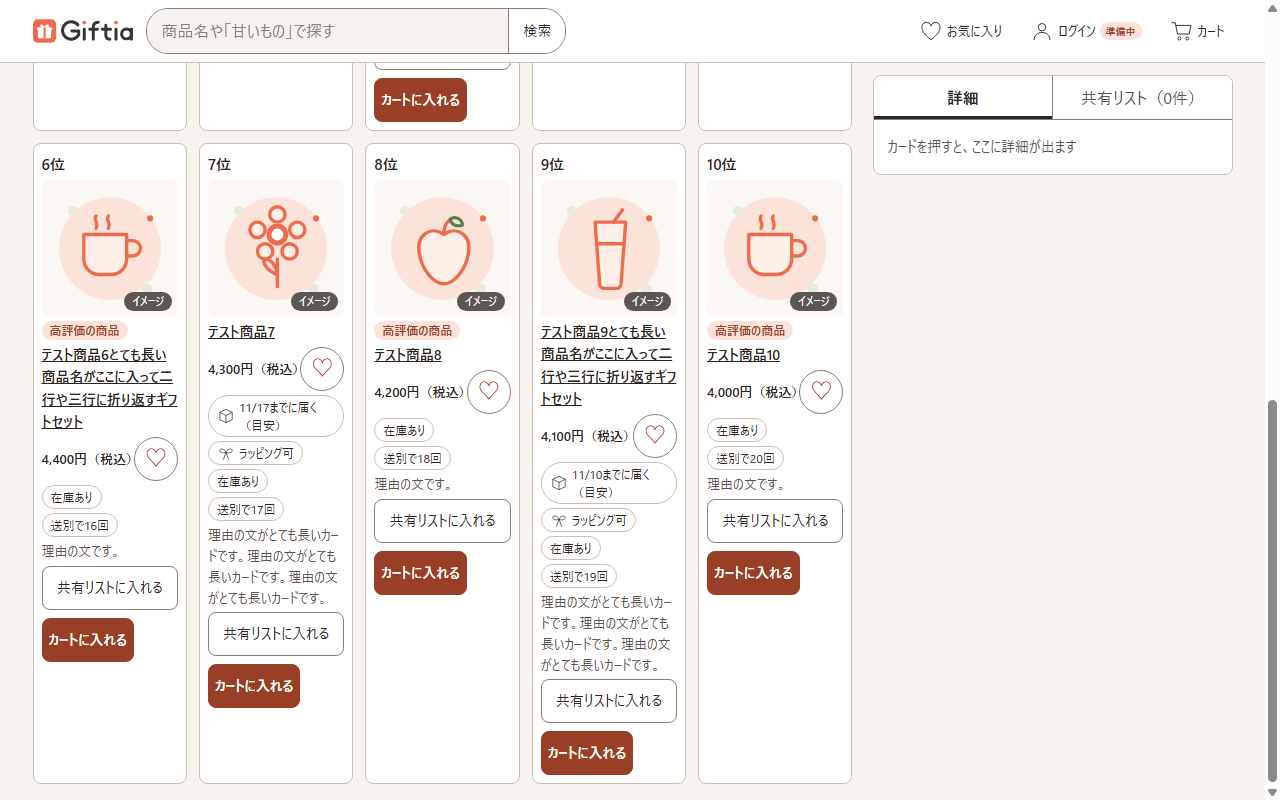 Giftia
商品名や「甘いもの」で探す
検索
お気に入り
ログイン
準備中
カート
カートに入れる
詳細
共有リスト（0件）
カードを押すと、ここに詳細が出ます
6位
イメージ
高評価の商品
テスト商品6とても長い
商品名がここに入って二
行や三行に折り返すギフ
トセット
4,400円（税込）
在庫あり
送別で16回
理由の文です。
共有リストに入れる
カートに入れる
7位
イメージ
テスト商品7
4,300円（税込）
11/17までに届く
（目安）
ラッピング可
在庫あり
送別で17回
理由の文がとても長いカー
ドです。理由の文がとても
長いカードです。理由の文
がとても長いカードです。
共有リストに入れる
カートに入れる
8位
イメージ
高評価の商品
テスト商品8
4,200円（税込）
在庫あり
送別で18回
理由の文です。
共有リストに入れる
カートに入れる
9位
イメージ
テスト商品9とても長い
商品名がここに入って二
行や三行に折り返すギフ
トセット
4,100円（税込）
11/10までに届く
（目安）
ラッピング可
在庫あり
送別で19回
理由の文がとても長いカー
ドです。理由の文がとても
長いカードです。理由の文
がとても長いカードです。
共有リストに入れる
カートに入れる
10位
イメージ
高評価の商品
テスト商品10
4,000円（税込）
在庫あり
送別で20回
理由の文です。
共有リストに入れる
カートに入れる